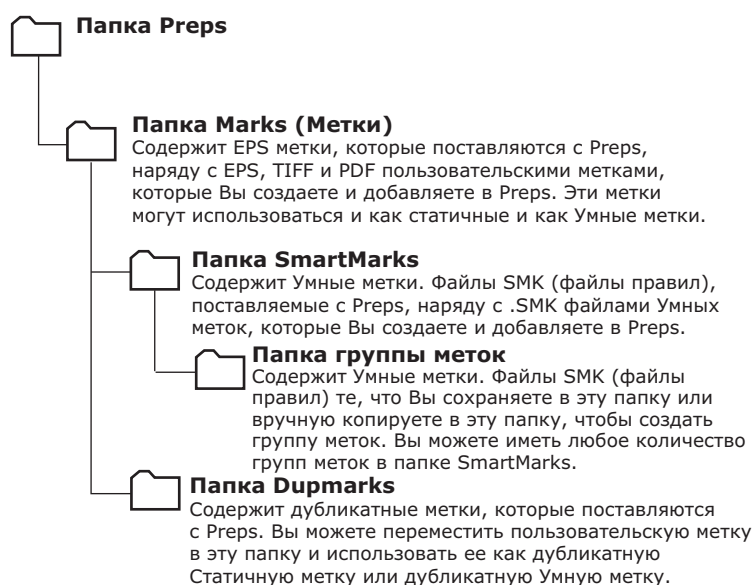 Папка Preps
Папка Marks (Метки)
Содержит EPS метки, которые поставляются с Preps,
наряду с EPS, TIFF и PDF пользовательскими метками,
которые Вы создаете и добавляете в Preps. Эти метки
могут использоваться и как статичные и как Умные метки.
Папка SmartMarks
Содержит Умные метки. Файлы SMK (файлы правил),
поставляемые с Preps, наряду с .SMK файлами Умных
меток, которые Вы создаете и добавляете в Preps.
Папка группы меток
Содержит Умные метки. Файлы SMK (файлы
правил) те, что Вы сохраняете в эту папку или
вручную копируете в эту папку, чтобы создать
группу меток. Вы можете иметь любое количество
групп меток в папке SmartMarks.
Папка Dupmarks
Содержит дубликатные метки, которые поставляются
с Preps. Вы можете переместить пользовательскую метку
в эту папку и использовать ее как дубликатную
Статичную метку или дубликатную Умную метку.